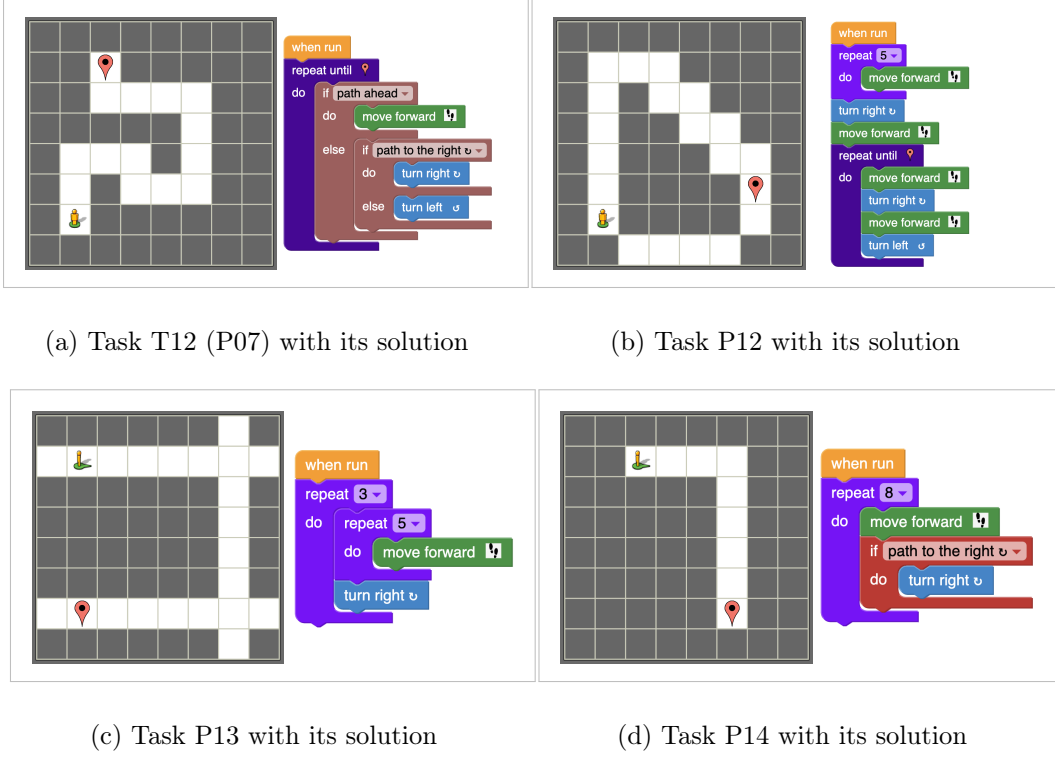 when run
repeat until
do if path ahead
do move forward
else if path to the right ↻
do turn right ↻
else turn left ↺
when run
repeat 5
do move forward
turn right ↻
move forward
repeat until
do move forward
turn right ↻
move forward
turn left ↺
(a) Task T12 (P07) with its solution
(b) Task P12 with its solution
when run
repeat 3
do repeat 5
do move forward
turn right ↻
when run
repeat 8
do move forward
if path to the right ↻
do turn right ↻
(c) Task P13 with its solution
(d) Task P14 with its solution